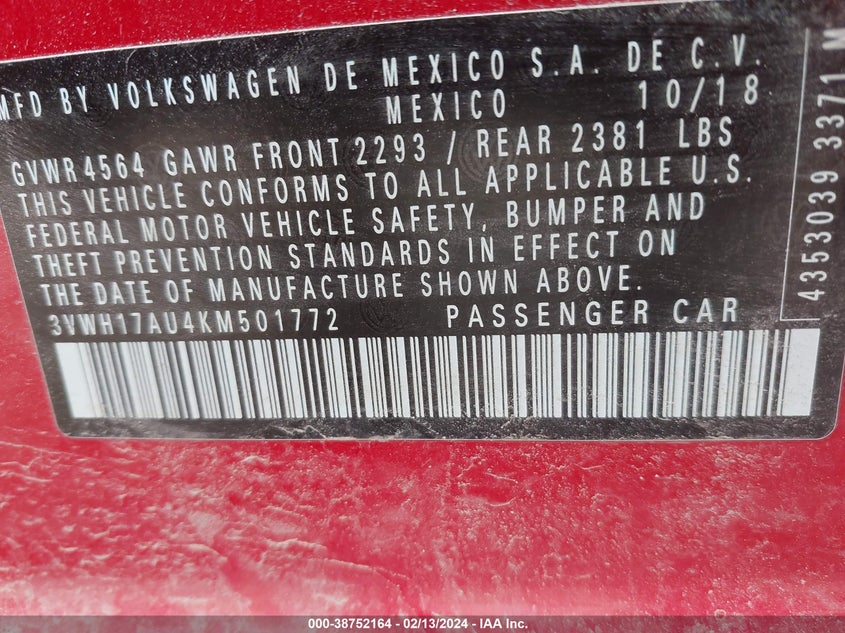 MFD BY VOLKSWAGEN DE MEXICO S.A. DE C.V.
MEXICO 10/18
GVWR 4564 GAWR FRONT 2293 / REAR 2381 LBS
THIS VEHICLE CONFORMS TO ALL APPLICABLE U.S.
FEDERAL MOTOR VEHICLE SAFETY, BUMPER AND
THEFT PREVENTION STANDARDS IN EFFECT ON
THE DATE OF MANUFACTURE SHOWN ABOVE.
3VWH17AU4KM501772 PASSENGER CAR
4353039 3371 M
000-38752164 - 02/13/2024 - IAA Inc.